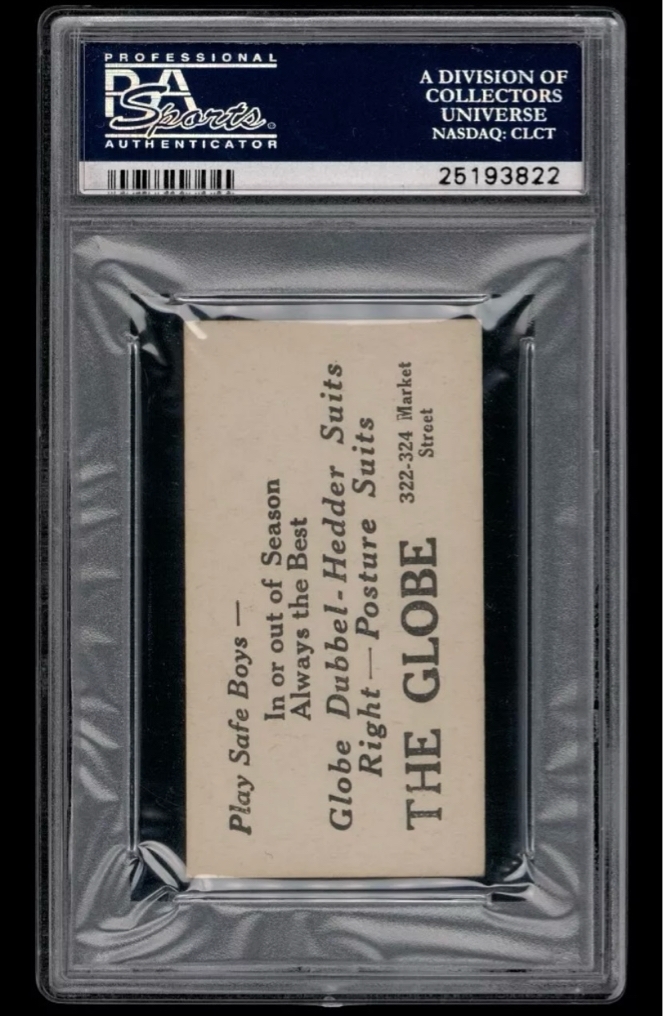 PROFESSIONAL
PSA
Sports
AUTHENTICATOR
A DIVISION OF
COLLECTORS
UNIVERSE
NASDAQ: CLCT
25193822
Play Safe Boys —
In or out of Season
Always the Best
Globe Dubbel-Hedder Suits
Right — Posture Suits
THE GLOBE 322-324 Market
Street